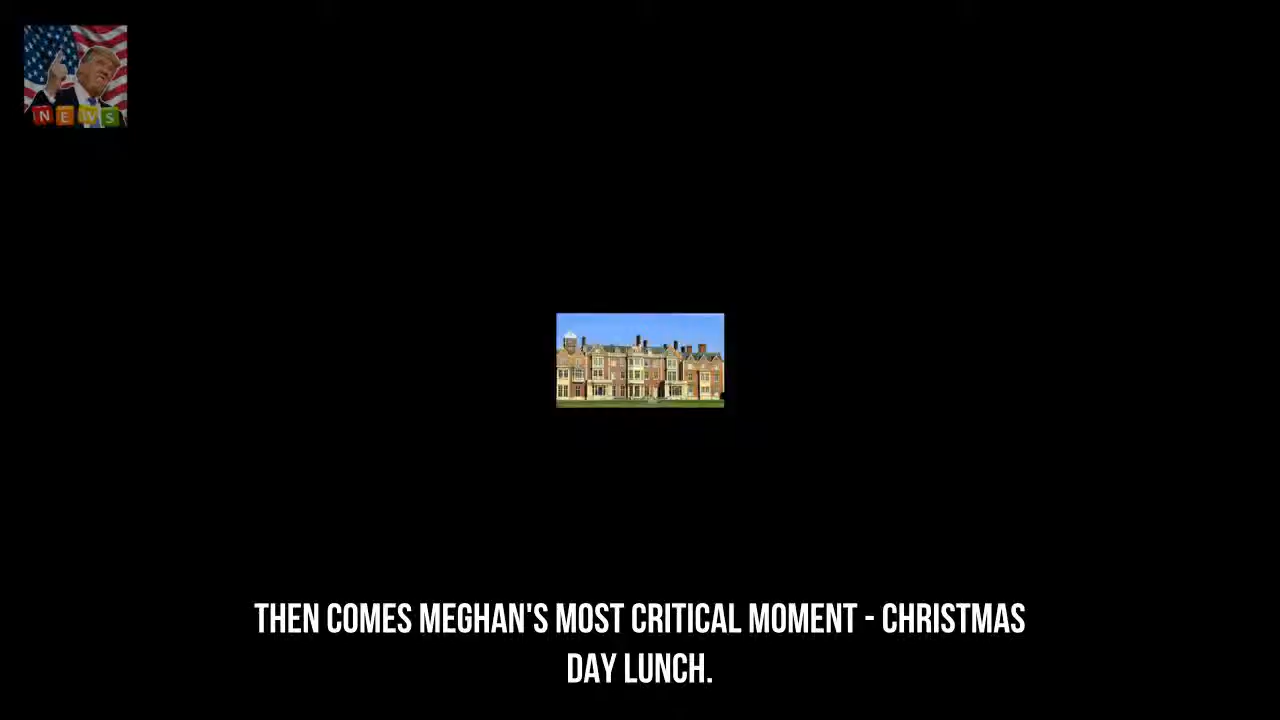 NEWS
THEN COMES MEGHAN'S MOST CRITICAL MOMENT - CHRISTMAS
DAY LUNCH.